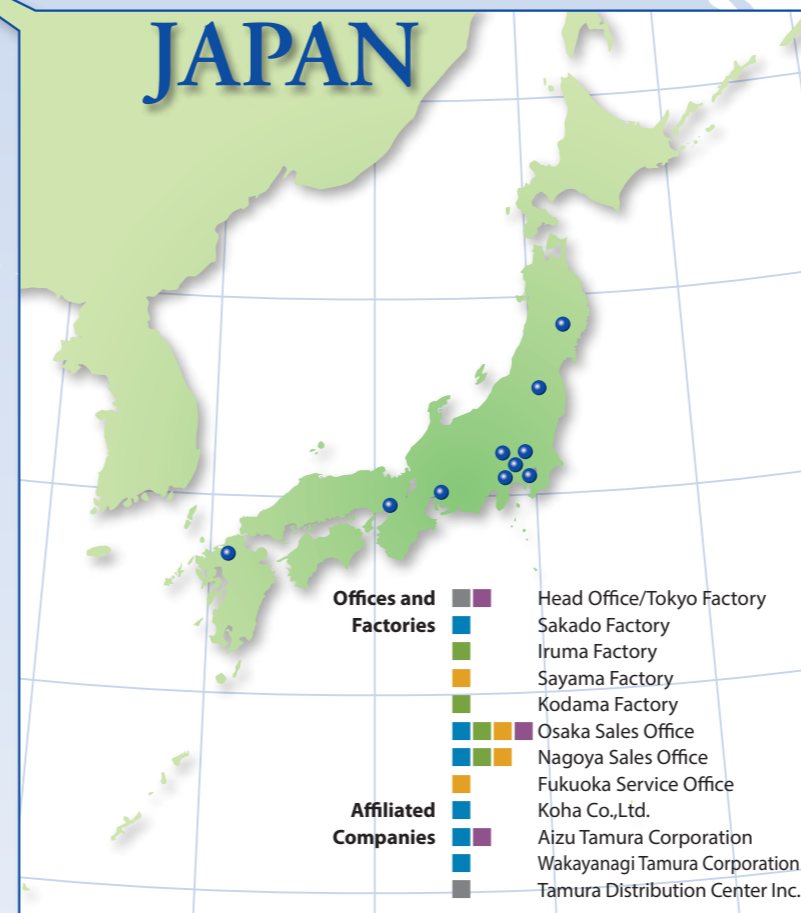 JAPAN
Offices and Head Office/Tokyo Factory
Factories Sakado Factory
Iruma Factory
Sayama Factory
Kodama Factory
Osaka Sales Office
Nagoya Sales Office
Fukuoka Service Office
Affiliated Koha Co.,Ltd.
Companies Aizu Tamura Corporation
Wakayanagi Tamura Corporation
Tamura Distribution Center Inc.